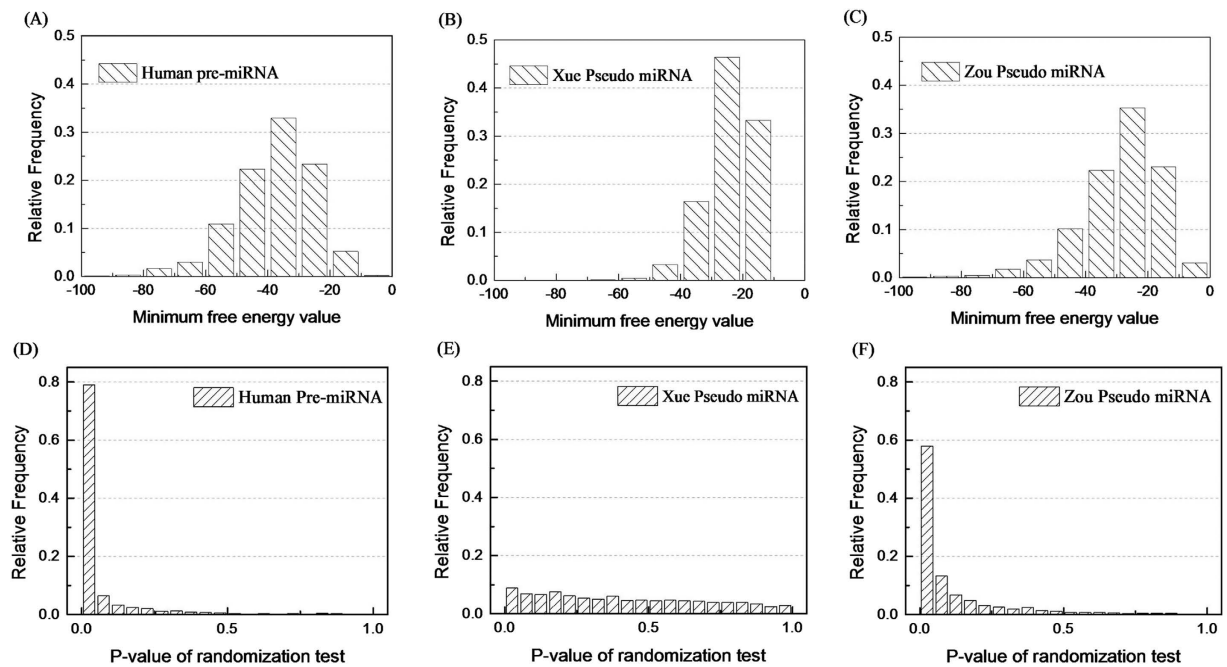 (A)
Relative Frequency
0.5
0.4
0.3
0.2
0.1
0.0
Human pre-miRNA
-100 -80 -60 -40 -20 0
Minimum free energy value
(B)
Relative Frequency
0.5
0.4
0.3
0.2
0.1
0.0
Xue Pseudo miRNA
-100 -80 -60 -40 -20 0
Minimum free energy value
(C)
Relative Frequency
0.5
0.4
0.3
0.2
0.1
0.0
Zou Pseudo miRNA
-100 -80 -60 -40 -20 0
Minimum free energy value
(D)
Relative Frequency
0.8
0.6
0.4
0.2
0.0
Human Pre-miRNA
0.0 0.5 1.0
P-value of randomization test
(E)
Relative Frequency
0.8
0.6
0.4
0.2
0.0
Xue Pseudo miRNA
0.0 0.5 1.0
P-value of randomization test
(F)
Relative Frequency
0.8
0.6
0.4
0.2
0.0
Zou Pseudo miRNA
0.0 0.5 1.0
P-value of randomization test